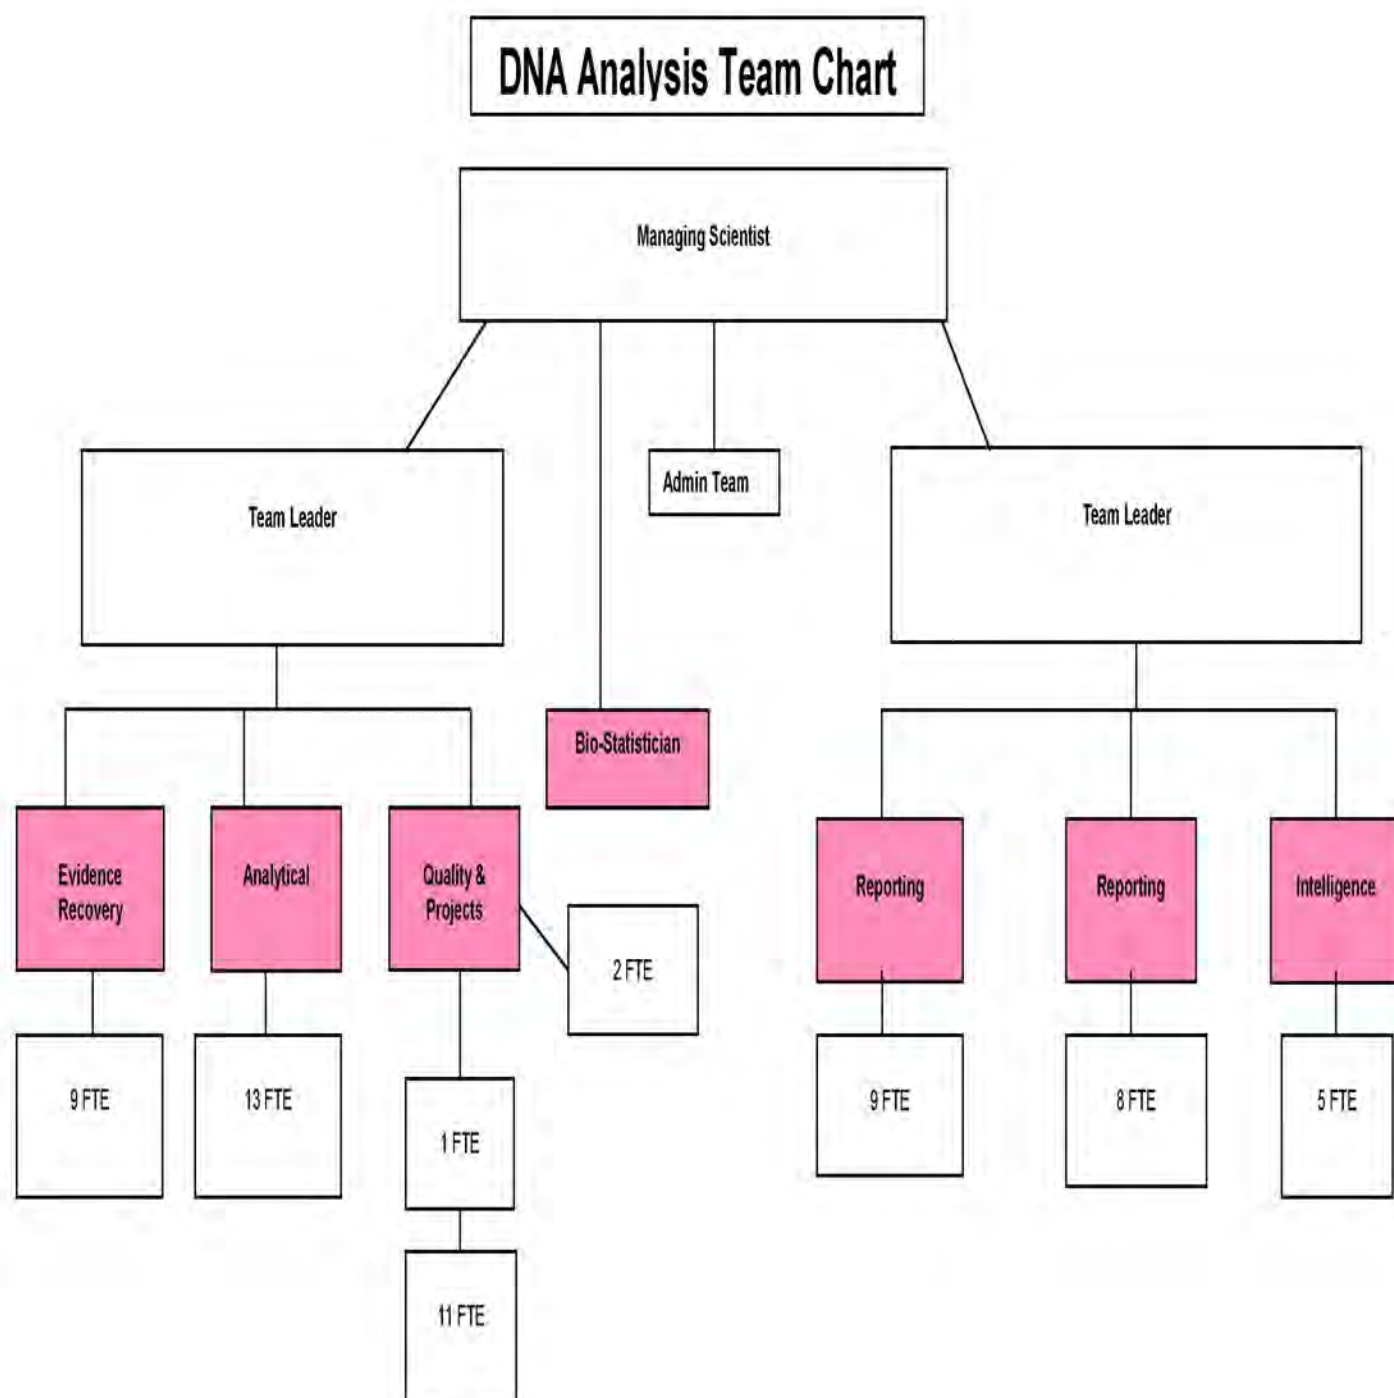 DNA Analysis Team Chart
Managing Scientist
Team Leader
Admin Team
Team Leader
Bio-Statistician
Evidence
Recovery
Analytical
Quality &
Projects
Reporting
Reporting
Intelligence
2 FTE
9 FTE
13 FTE
1 FTE
9 FTE
8 FTE
5 FTE
11 FTE